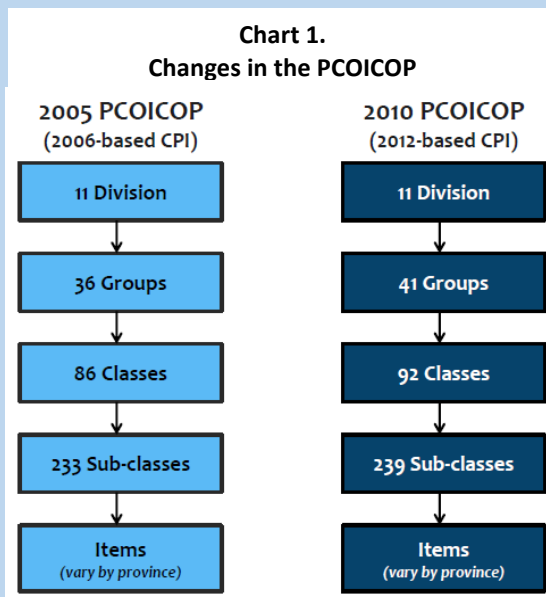 Chart 1.
Changes in the PCOICOP
2005 PCOICOP
(2006-based CPI)
11 Division
36 Groups
86 Classes
233 Sub-classes
Items
(vary by province)
2010 PCOICOP
(2012-based CPI)
11 Division
41 Groups
92 Classes
239 Sub-classes
Items
(vary by province)